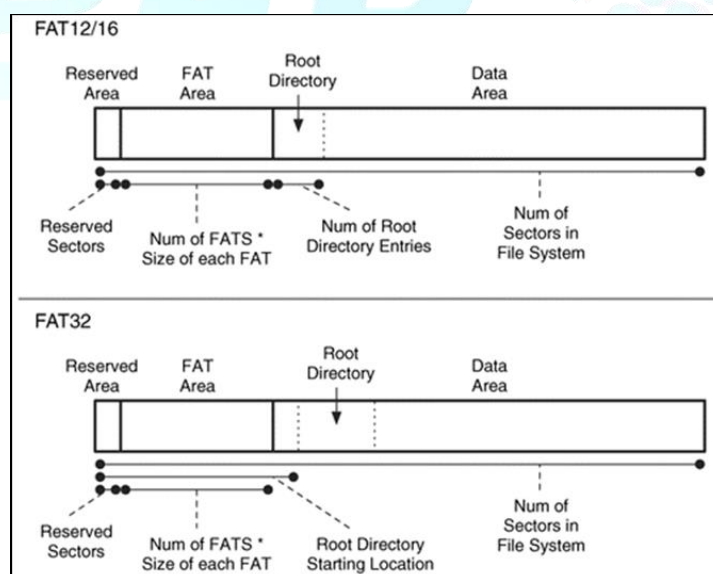 FAT12/16
Reserved
Area
FAT
Area
Root
Directory
Data
Area
Reserved
Sectors
Num of FATS *
Size of each FAT
Num of Root
Directory Entries
Num of
Sectors in
File System
FAT32
Reserved
Area
FAT
Area
Root
Directory
Data
Area
Reserved
Sectors
Num of FATS *
Size of each FAT
Root Directory
Starting Location
Num of
Sectors in
File System